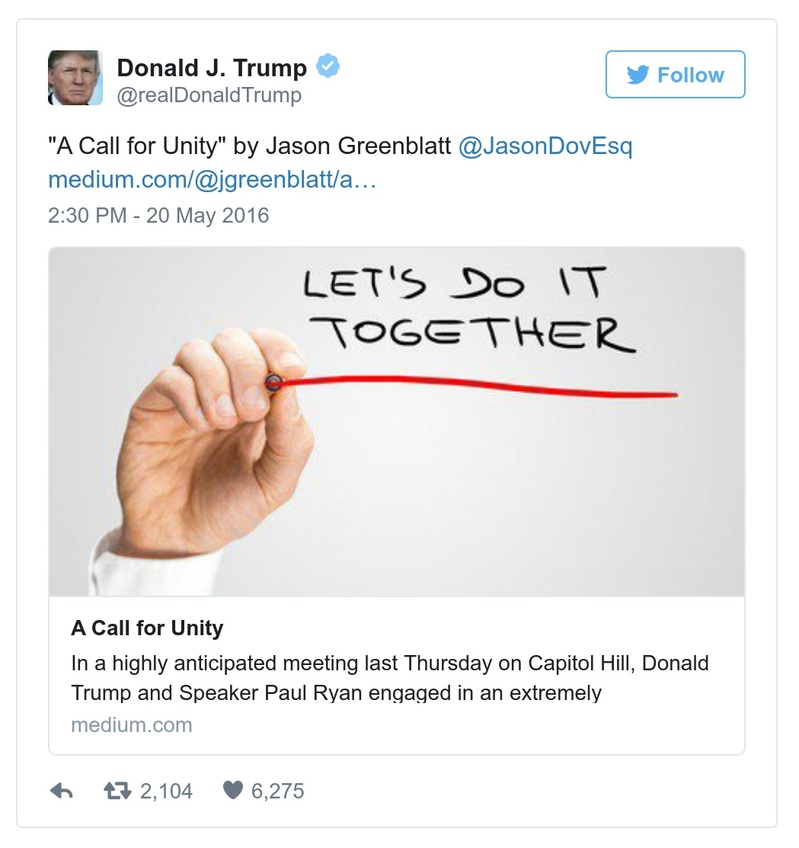 Donald J. Trump
@realDonaldTrump
Follow
"A Call for Unity" by Jason Greenblatt @JasonDovEsq
medium.com/@jgreenblatt/a…
2:30 PM - 20 May 2016
LET'S DO IT
TOGETHER
A Call for Unity
In a highly anticipated meeting last Thursday on Capitol Hill, Donald
Trump and Speaker Paul Ryan engaged in an extremely
medium.com
2,104 6,275